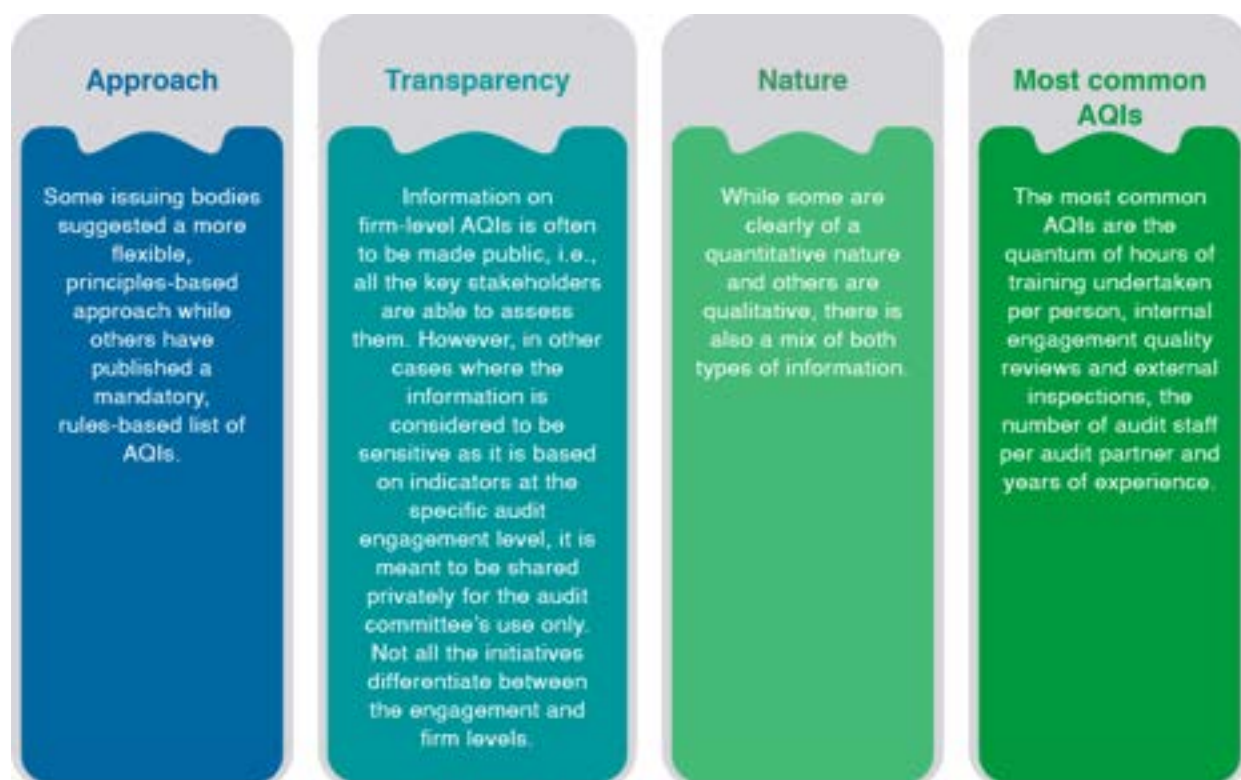 Approach
Some issuing bodies
suggested a more
flexible,
principles-based
approach while
others have
published a
mandatory,
rules-based list of
AQIs.
Transparency
Information on
firm-level AQIs is often
to be made public, i.e.,
all the key stakeholders
are able to assess
them. However, in other
cases where the
information is
considered to be
sensitive as it is based
on indicators at the
specific audit
engagement level, it is
meant to be shared
privately for the audit
committee's use only.
Not all the initiatives
differentiate between
the engagement and
firm levels.
Nature
While some are
clearly of a
quantitative nature
and others are
qualitative, there is
also a mix of both
types of information.
Most common
AQIs
The most common
AQIs are the
quantum of hours of
training undertaken
per person, internal
engagement quality
reviews and external
inspections, the
number of audit staff
per audit partner and
years of experience.